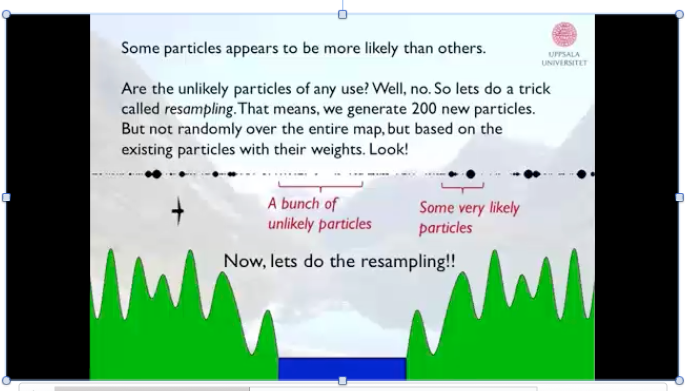 Some particles appears to be more likely than others.
UPPSALA
UNIVERSITET
Are the unlikely particles of any use? Well, no. So lets do a trick
called resampling. That means, we generate 200 new particles.
But not randomly over the entire map, but based on the
existing particles with their weights. Look!
A bunch of
unlikely particles
Some very likely
particles
Now, lets do the resampling!!